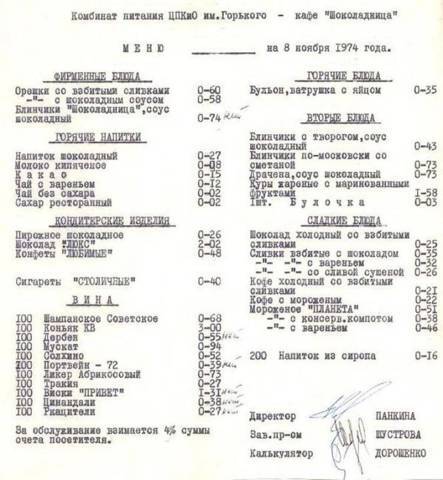 Комбинат питания ЦПКиО им.Горького - кафе "Шоколадница"
МЕНЮ на 8 ноября 1974 года.
ФИРМЕННЫЕ БЛЮДА
Орешки со взбитыми сливками 0-60
-"- с шоколадным соусом 0-58
Блинчики "Шоколадница",соус
шоколадный 0-74
ГОРЯЧИЕ НАПИТКИ
Напиток шоколадный 0-27
Молоко кипяченое 0-08
Какао 0-15
Чай с вареньем 0-12
Чай без сахара 0-02
Сахар ресторанный 0-02
КОНДИТЕРСКИЕ ИЗДЕЛИЯ
Пирожное шоколадное 0-26
Шоколад "ЛЮКС" 2-02
Конфеты "ЛЮБИМЫЕ" 0-48
Сигареты "СТОЛИЧНЫЕ" 0-40
ВИНА
100 Шампанское Советское 0-68
100 Коньяк КВ 3-00
100 Дербен 0-55
100 Мускат 0-94
100 Солхино 0-52
100 Портвейн - 72 0-39
100 Ликер Абрикосовый 0-73
100 Тракия 0-27
100 Виски "ПРИВЕТ" 1-31
100 Цинандали 0-38
100 Ркацители 0-27
За обслуживание взимается 4% суммы
счета посетителя.
ГОРЯЧИЕ БЛЮДА
Бульон,ватрушка с яйцом 0-35
ВТОРЫЕ БЛЮДА
Блинчики с творогом,соус
шоколадный 0-43
Блинчики по-московски со
сметаной 0-73
Драчена,соус шоколадный 0-73
Куры жареные с маринованными
фруктами 1-58
1шт. Булочка 0-03
СЛАДКИЕ БЛЮДА
Шоколад холодный со взбитыми
сливками 0-25
Сливки взбитые с шоколадом 0-35
-"- -"- с вареньем 0-32
-"- -"- со сливой сушеной 0-26
Кофе холодный со взбитыми
сливками 0-21
Кофе с мороженым 0-22
Мороженое "ПЛАНЕТА" 0-51
-"- с консерв.компотом 0-38
-"- с вареньем 0-46
200 Напиток из сиропа 0-16
Директор ПАНКИНА
Зав.пр-ом ШУСТРОВА
Калькулятор ДОРОШЕНКО